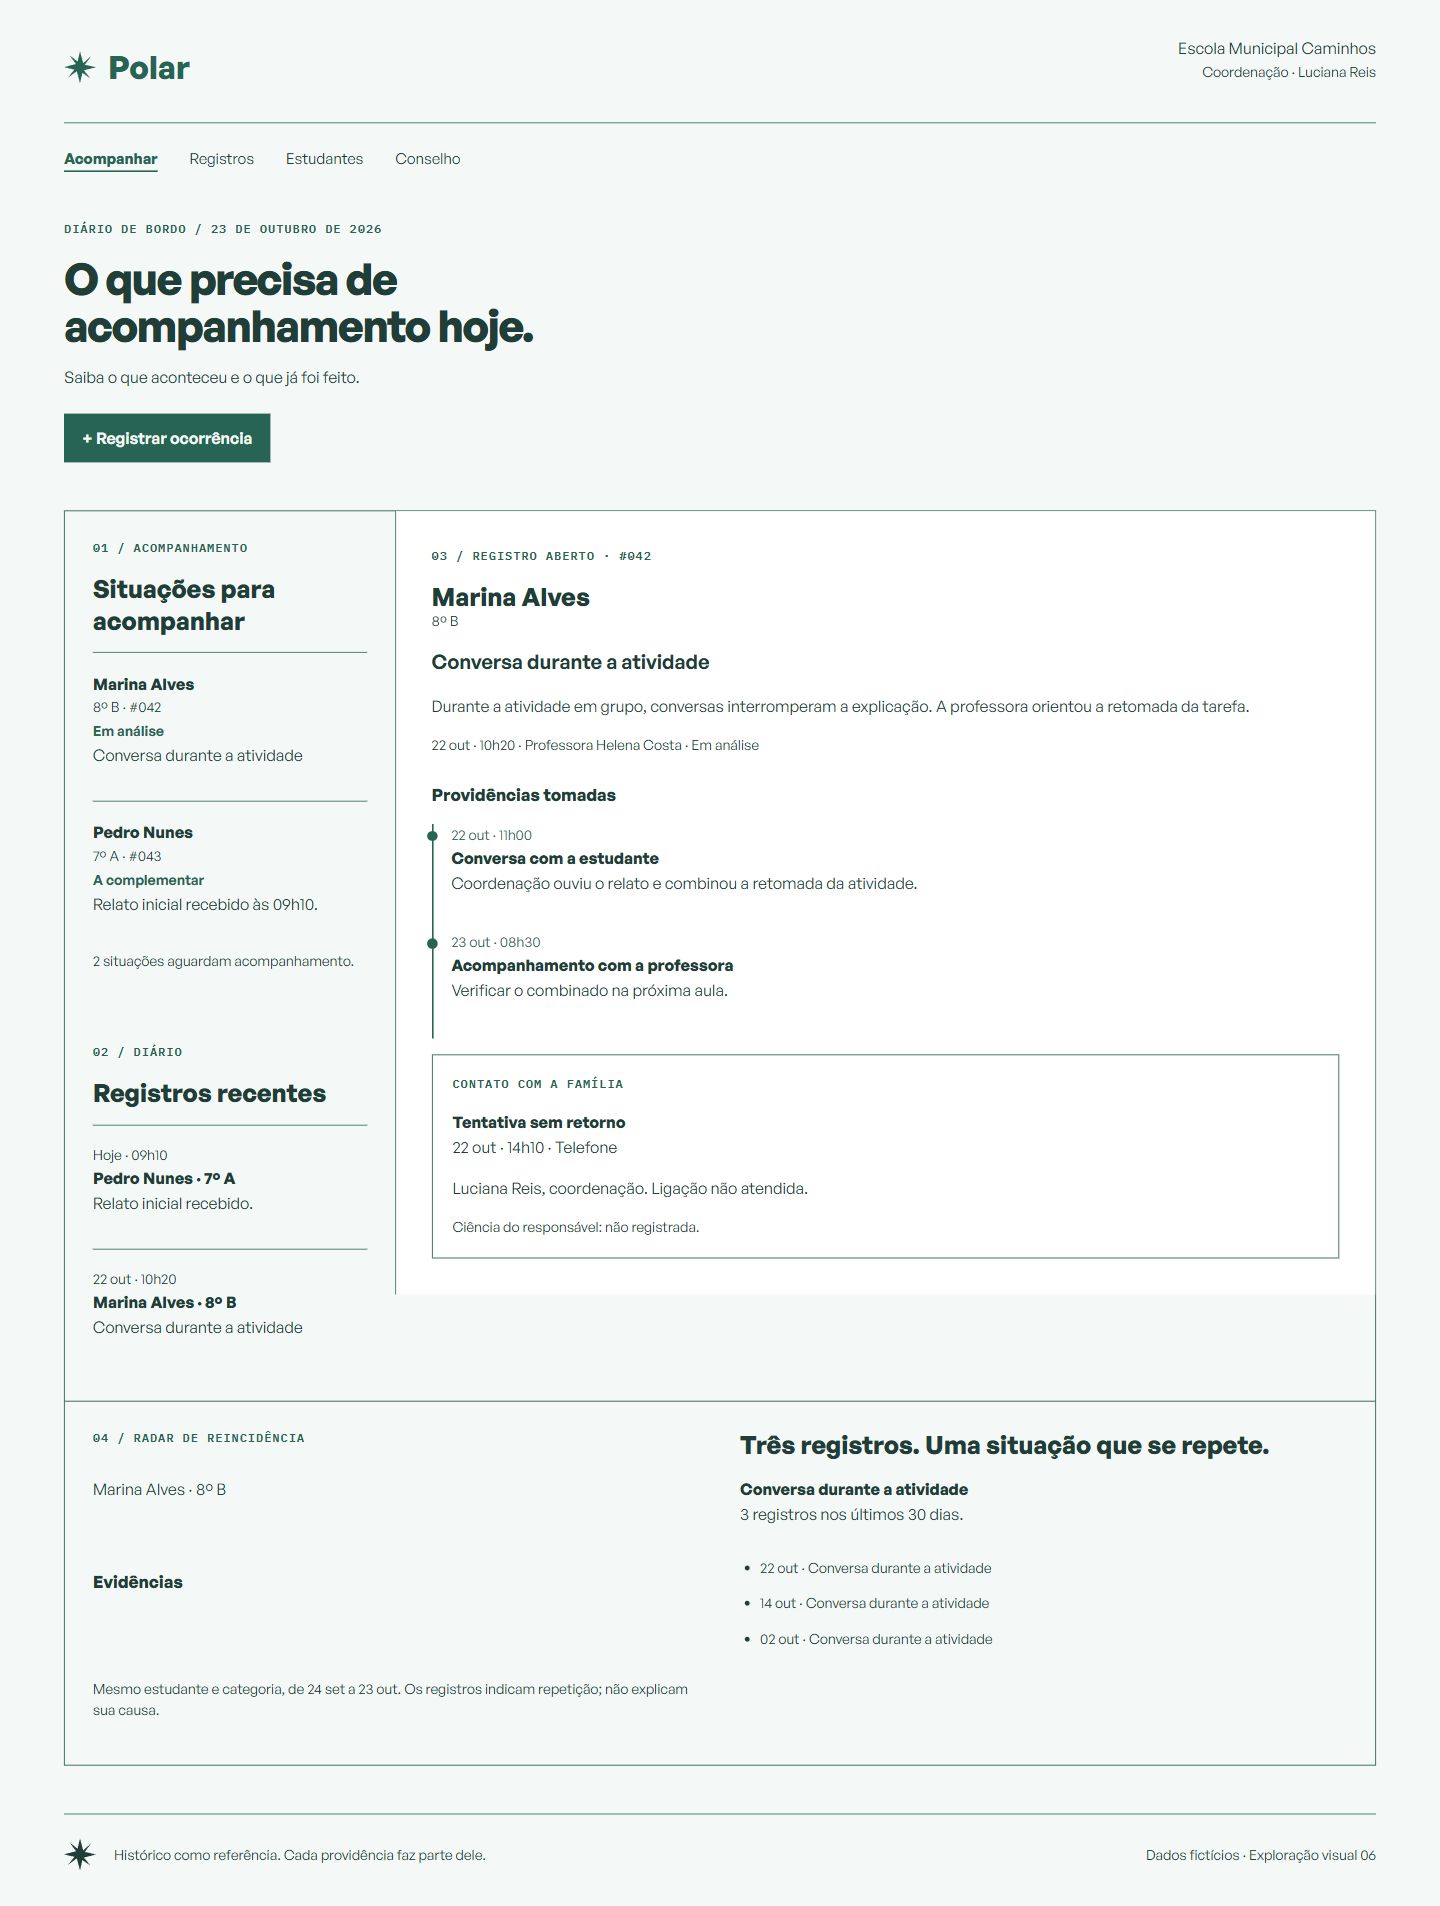 Polar
Escola Municipal Caminhos
Coordenação · Luciana Reis
Acompanhar
Registros
Estudantes
Conselho
DIÁRIO DE BORDO / 23 DE OUTUBRO DE 2026
O que precisa de
acompanhamento hoje.
Saiba o que aconteceu e o que já foi feito.
+ Registrar ocorrência
01 / ACOMPANHAMENTO
Situações para
acompanhar
Marina Alves
8º B · #042
Em análise
Conversa durante a atividade
Pedro Nunes
7º A · #043
A complementar
Relato inicial recebido às 09h10.
2 situações aguardam acompanhamento.
02 / DIÁRIO
Registros recentes
Hoje · 09h10
Pedro Nunes · 7º A
Relato inicial recebido.
22 out · 10h20
Marina Alves · 8º B
Conversa durante a atividade
03 / REGISTRO ABERTO · #042
Marina Alves
8º B
Conversa durante a atividade
Durante a atividade em grupo, conversas interromperam a explicação. A professora orientou a retomada da tarefa.
22 out · 10h20 · Professora Helena Costa · Em análise
Providências tomadas
22 out · 11h00
Conversa com a estudante
Coordenação ouviu o relato e combinou a retomada da atividade.
23 out · 08h30
Acompanhamento com a professora
Verificar o combinado na próxima aula.
CONTATO COM A FAMÍLIA
Tentativa sem retorno
22 out · 14h10 · Telefone
Luciana Reis, coordenação. Ligação não atendida.
Ciência do responsável: não registrada.
04 / RADAR DE REINCIDÊNCIA
Três registros. Uma situação que se repete.
Marina Alves · 8º B
Conversa durante a atividade
3 registros nos últimos 30 dias.
Evidências
• 22 out · Conversa durante a atividade
• 14 out · Conversa durante a atividade
• 02 out · Conversa durante a atividade
Mesmo estudante e categoria, de 24 set a 23 out. Os registros indicam repetição; não explicam
sua causa.
Histórico como referência. Cada providência faz parte dele.
Dados fictícios · Exploração visual 06